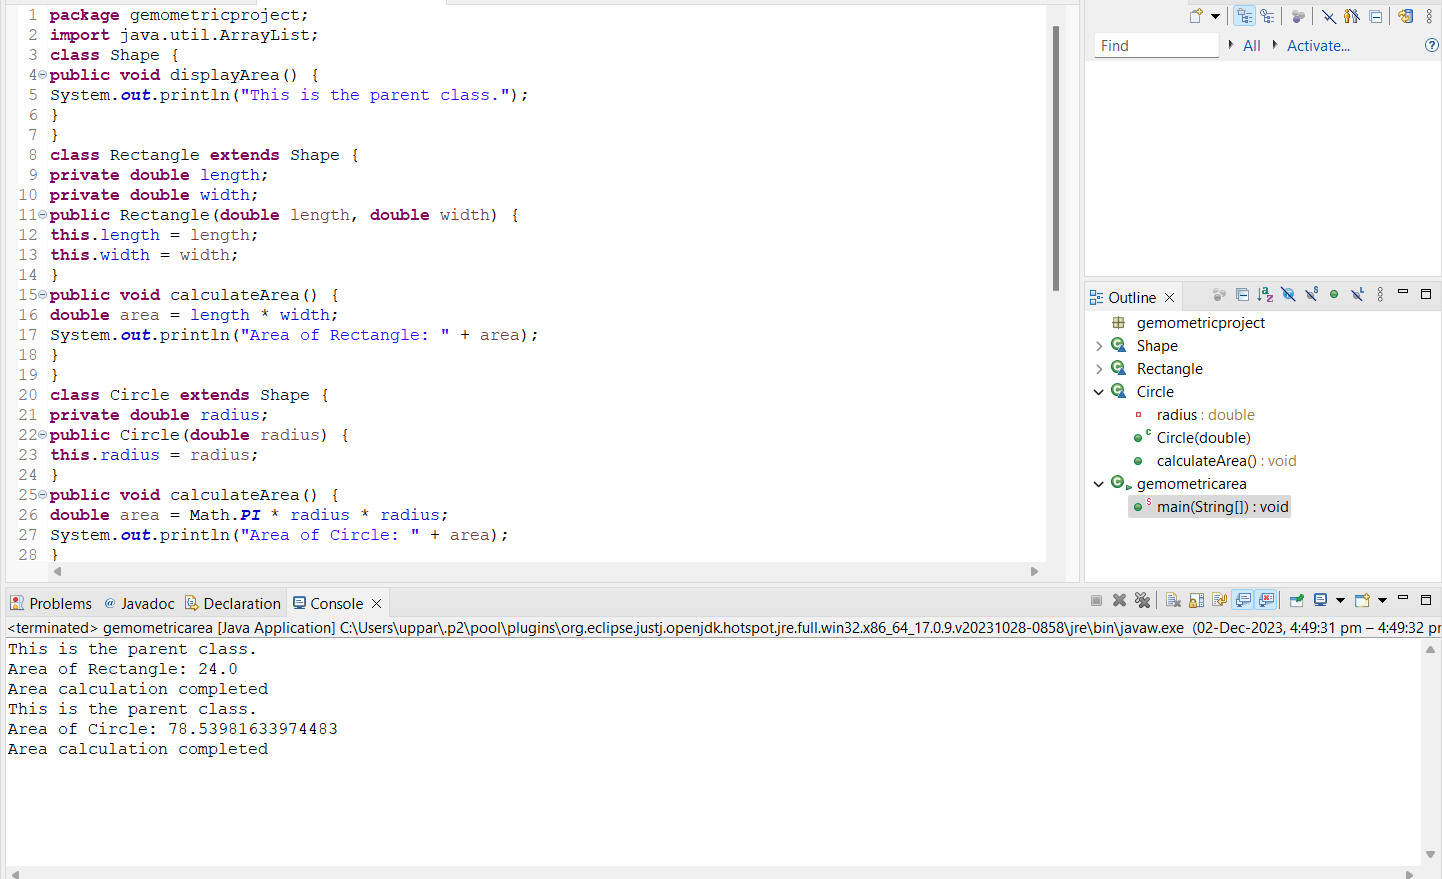 1 package gemometricproject;
2 import java.util.ArrayList;
3 class Shape {
4 public void displayArea() {
5 System.out.println("This is the parent class.");
6 }
7 }
8 class Rectangle extends Shape {
9 private double length;
10 private double width;
11 public Rectangle(double length, double width) {
12 this.length = length;
13 this.width = width;
14 }
15 public void calculateArea() {
16 double area = length * width;
17 System.out.println("Area of Rectangle: " + area);
18 }
19 }
20 class Circle extends Shape {
21 private double radius;
22 public Circle(double radius) {
23 this.radius = radius;
24 }
25 public void calculateArea() {
26 double area = Math.PI * radius * radius;
27 System.out.println("Area of Circle: " + area);
28 }
Find All Activate...
Outline
gemometricproject
Shape
Rectangle
Circle
radius : double
Circle(double)
calculateArea() : void
gemometricarea
main(String[]) : void
Problems @ Javadoc Declaration Console
<terminated> gemometricarea [Java Application] C:\Users\uppar\.p2\pool\plugins\org.eclipse.justj.openjdk.hotspot.jre.full.win32.x86_64_17.0.9.v20231028-0858\jre\bin\javaw.exe (02-Dec-2023, 4:49:31 pm – 4:49:32 pm
This is the parent class.
Area of Rectangle: 24.0
Area calculation completed
This is the parent class.
Area of Circle: 78.53981633974483
Area calculation completed